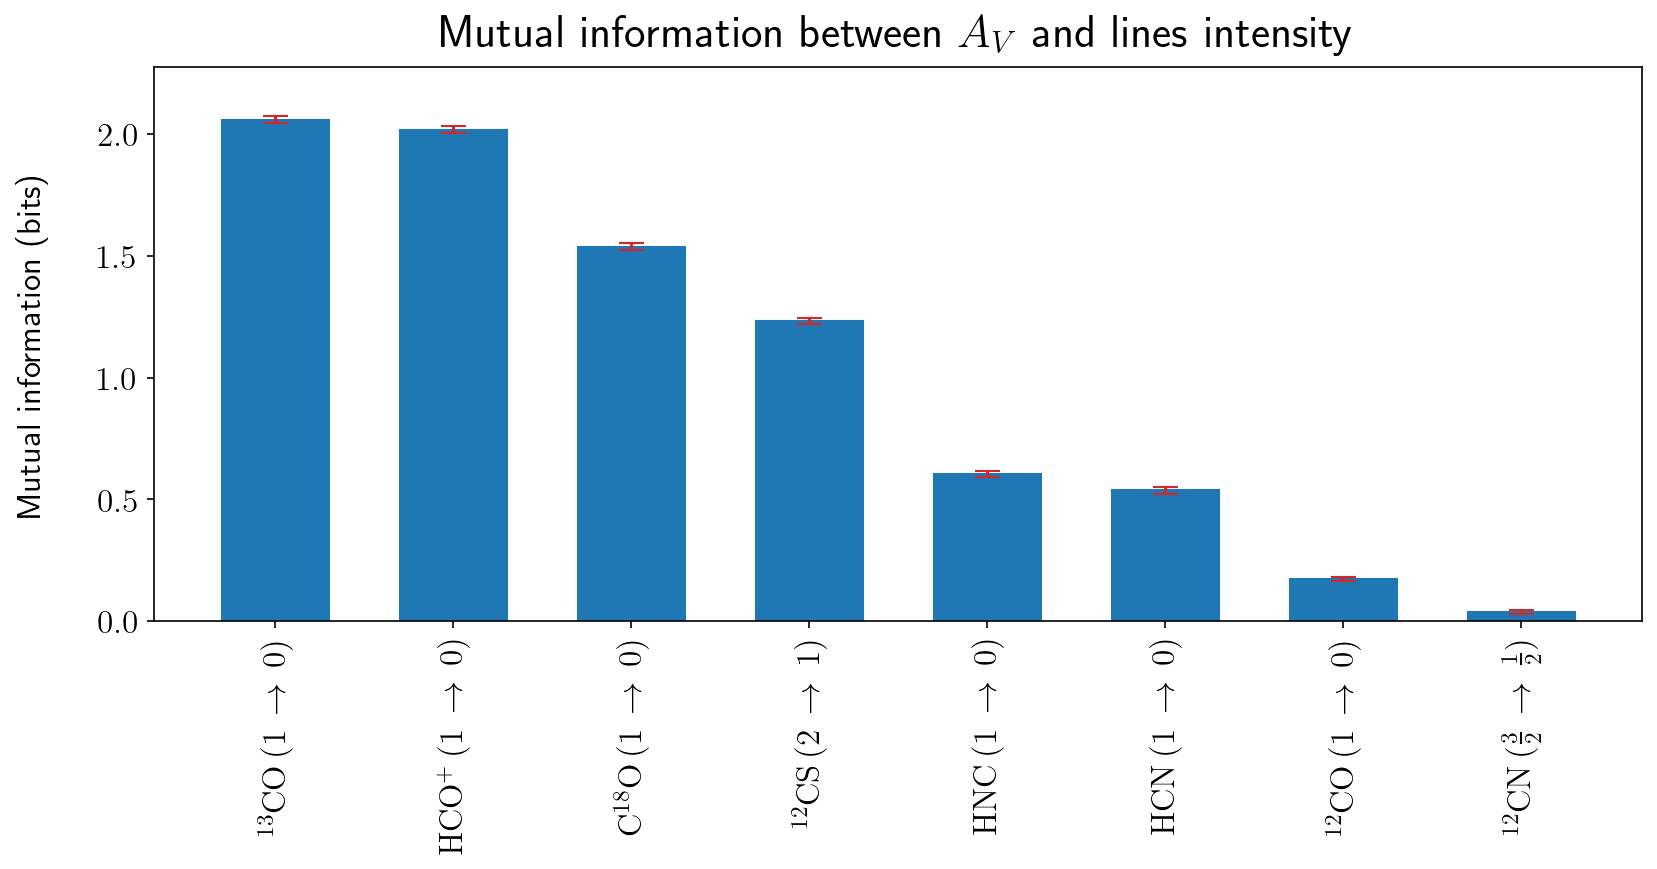 Mutual information between A_V and lines intensity
Mutual information (bits)
2.0
1.5
1.0
0.5
0.0
¹³CO (1 → 0)
HCO⁺ (1 → 0)
C¹⁸O (1 → 0)
¹²CS (2 → 1)
HNC (1 → 0)
HCN (1 → 0)
¹²CO (1 → 0)
¹²CN (3/2 → 1/2)